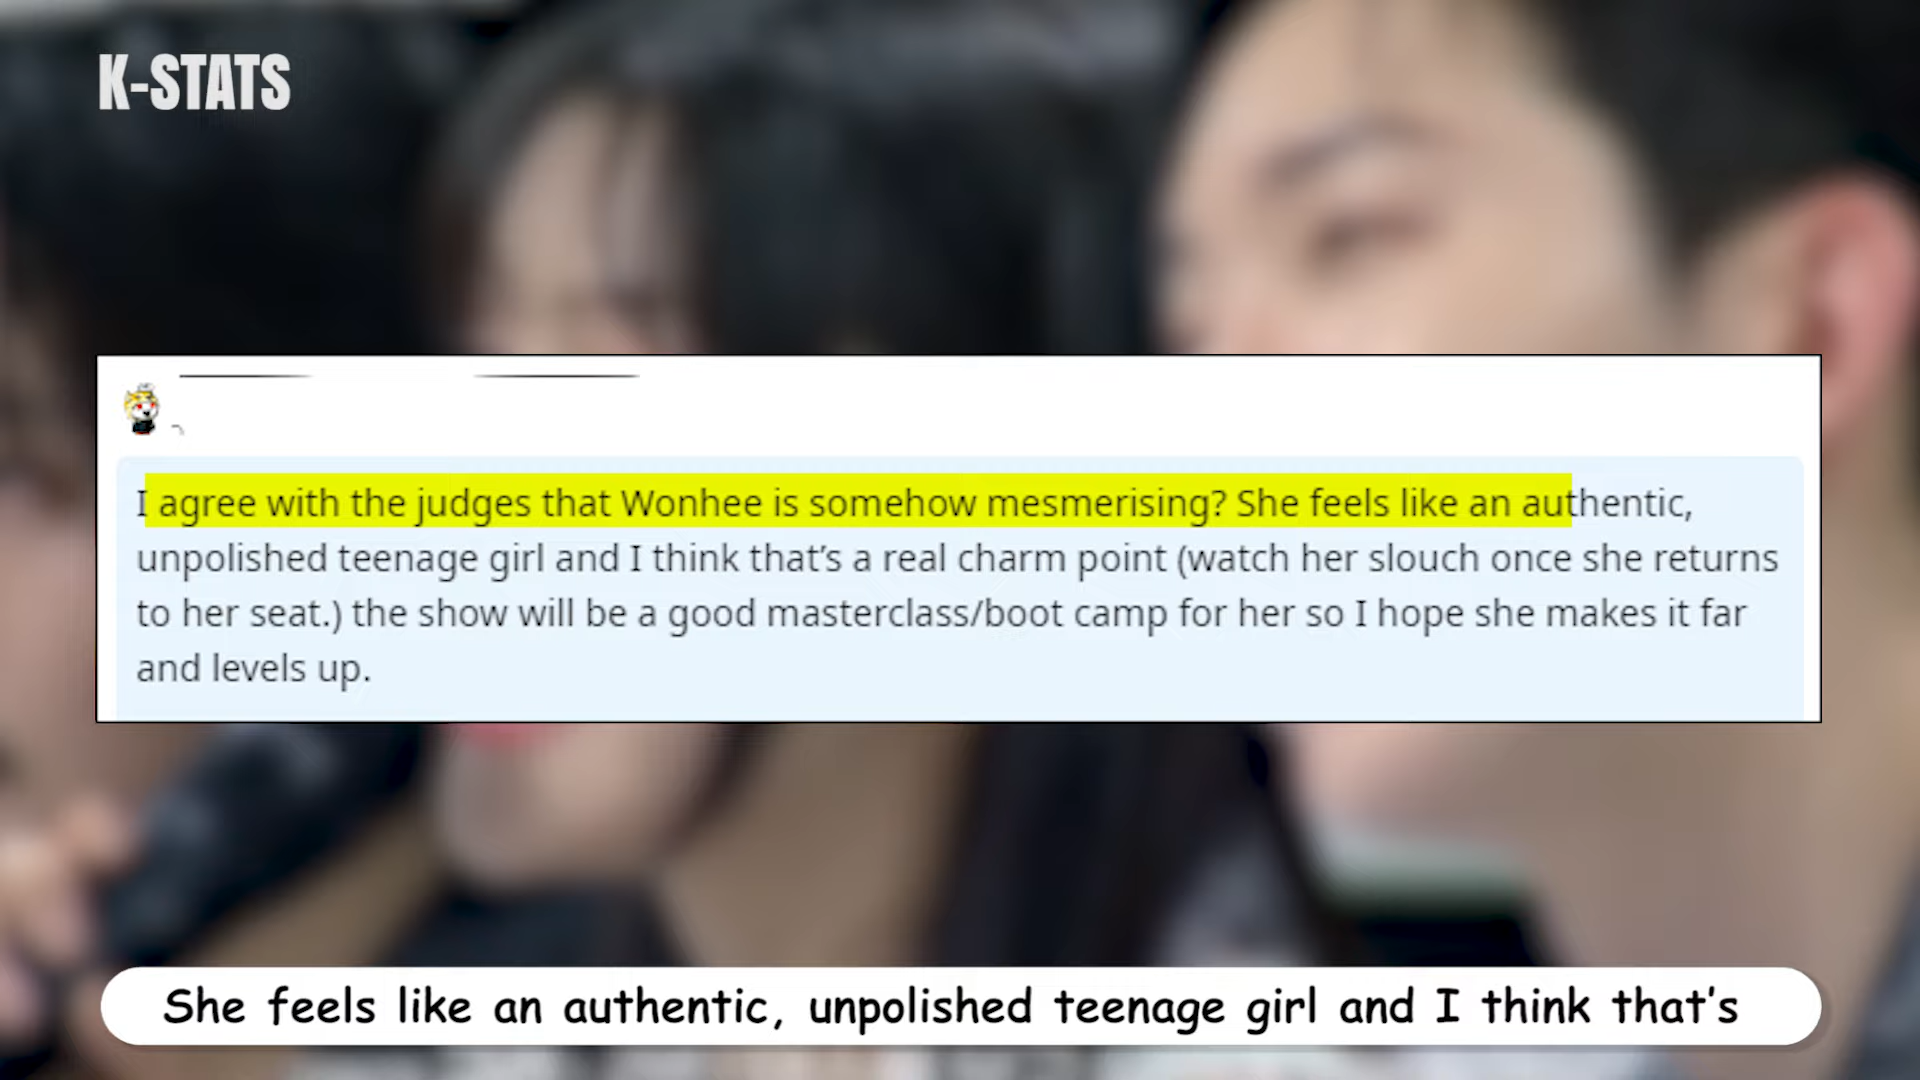 K-STATS
I agree with the judges that Wonhee is somehow mesmerising? She feels like an authentic,
unpolished teenage girl and I think that’s a real charm point (watch her slouch once she returns
to her seat.) the show will be a good masterclass/boot camp for her so I hope she makes it far
and levels up.
She feels like an authentic, unpolished teenage girl and I think that’s